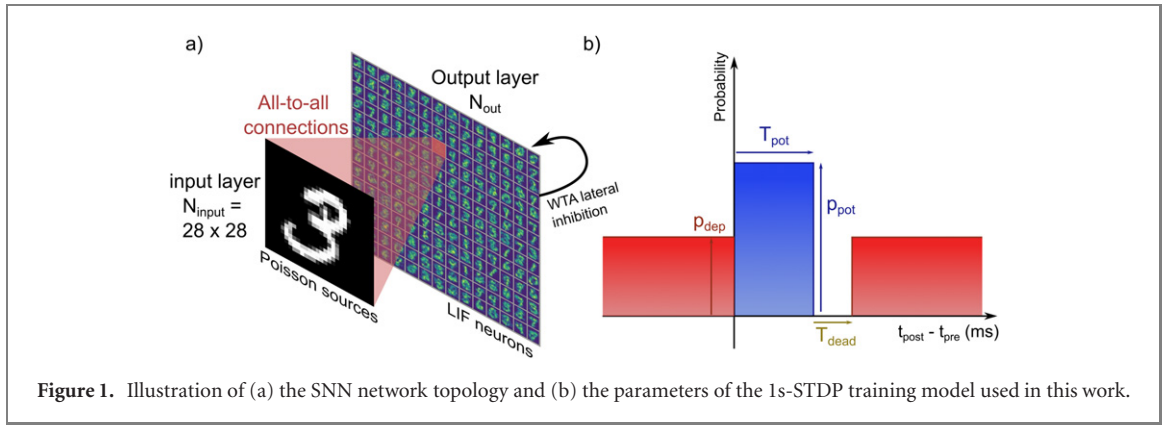 a)
Output layer
N_out
All-to-all
connections
input layer
N_input =
28 x 28
WTA lateral
inhibition
Poisson sources
LIF neurons
b)
Probability
T_pot
p_pot
p_dep
T_dead
t_post - t_pre (ms)
Figure 1. Illustration of (a) the SNN network topology and (b) the parameters of the 1s-STDP training model used in this work.